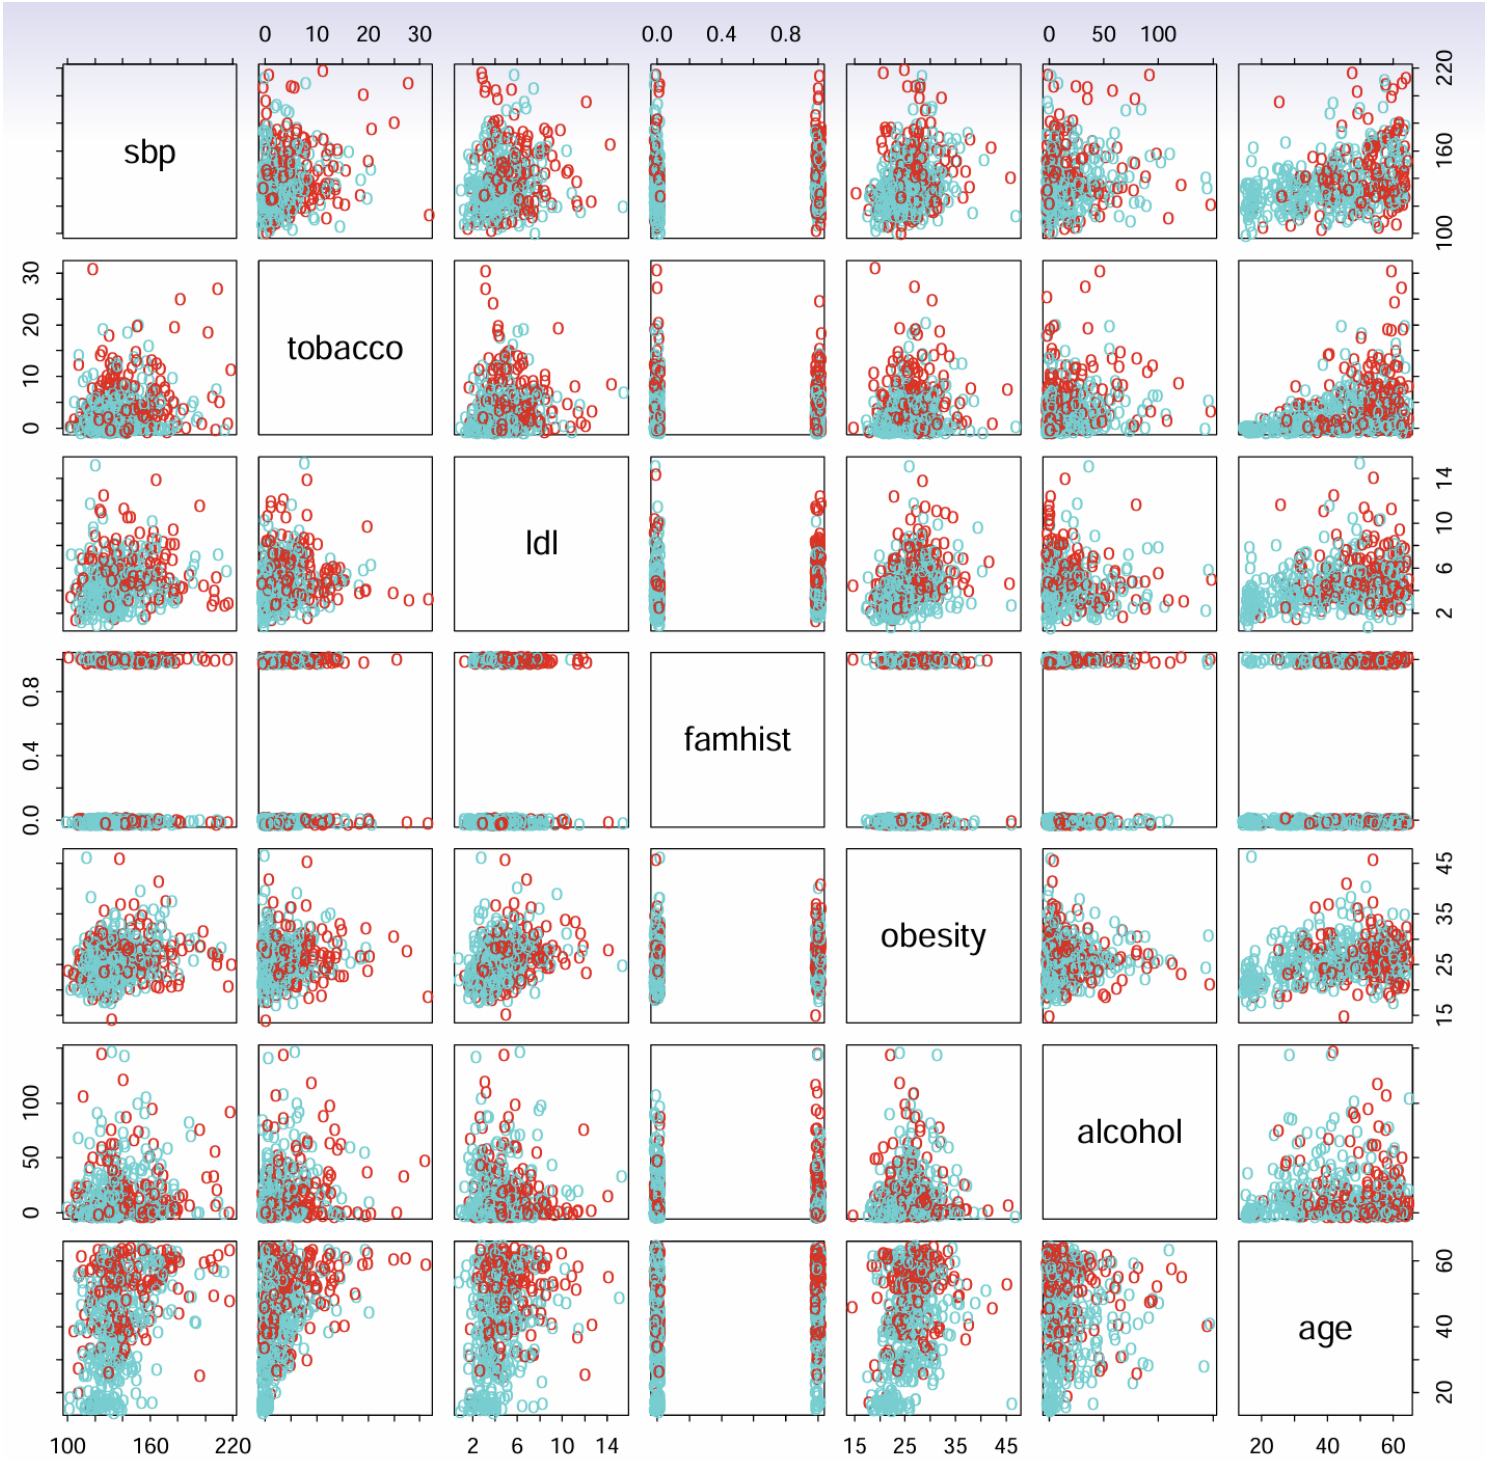 0 10 20 30 0.0 0.4 0.8 0 50 100
sbp 100 160 220
0 10 20 30 tobacco
ldl 2 6 10 14
0.0 0.4 0.8 famhist
obesity 15 25 35 45
0 50 100 alcohol
age 20 40 60
100 160 220 2 6 10 14 15 25 35 45 20 40 60